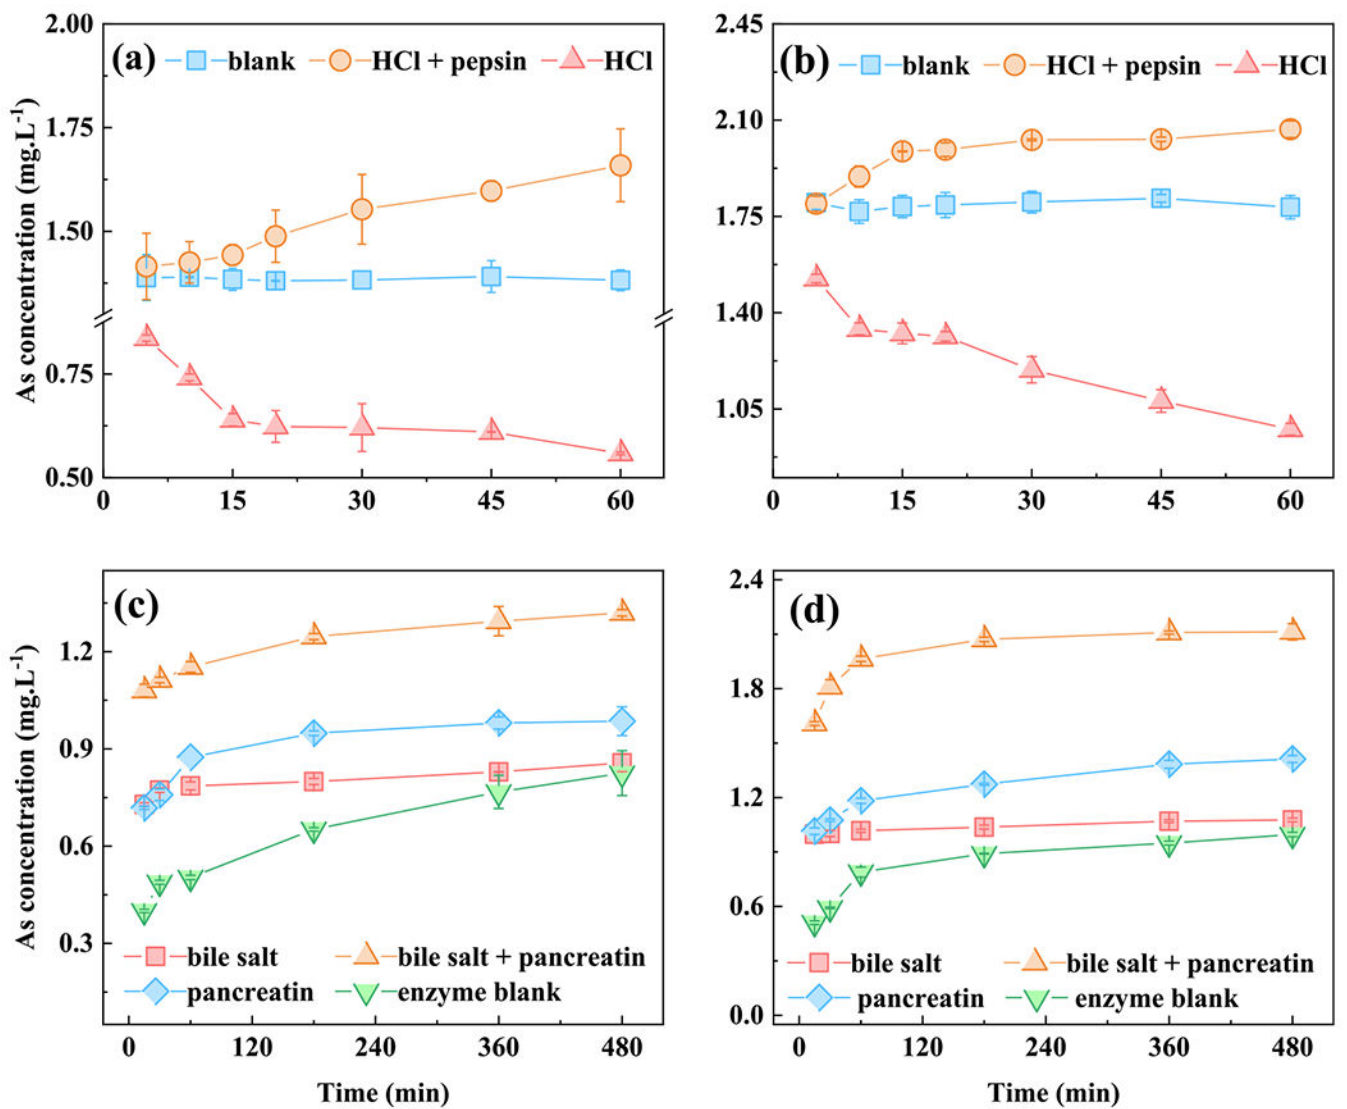 (a) blank HCl + pepsin HCl
As concentration (mg.L-1)
2.00
1.75
1.50
0.75
0.50
0 15 30 45 60
(b) blank HCl + pepsin HCl
2.45
2.10
1.75
1.40
1.05
0 15 30 45 60
(c)
As concentration (mg.L-1)
1.2
0.9
0.6
0.3
bile salt bile salt + pancreatin
pancreatin enzyme blank
0 120 240 360 480
Time (min)
(d)
2.4
1.8
1.2
0.6
0.0
bile salt bile salt + pancreatin
pancreatin enzyme blank
0 120 240 360 480
Time (min)